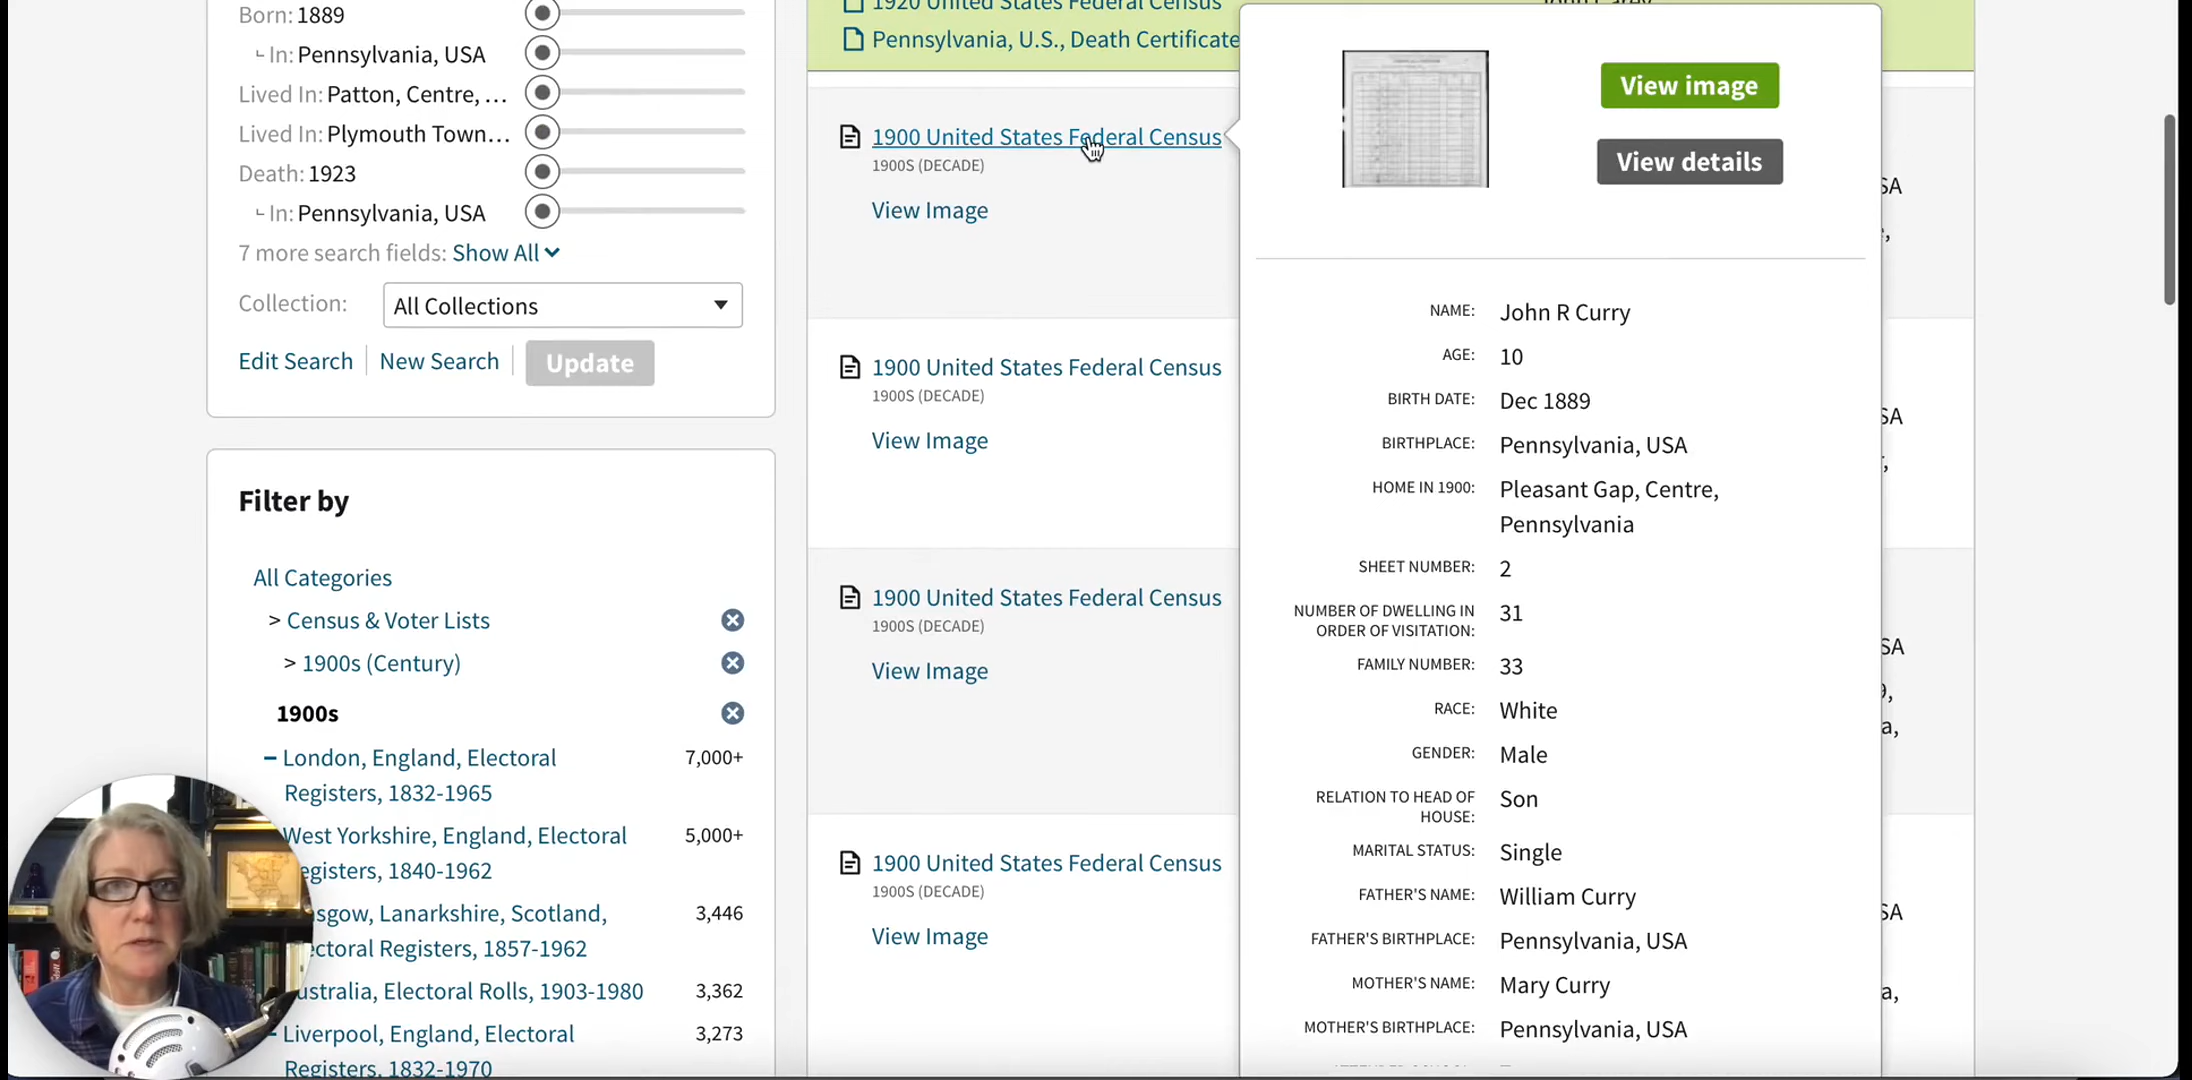 Born: 1889
In: Pennsylvania, USA
Lived In: Patton, Centre, ...
Lived In: Plymouth Town...
Death: 1923
In: Pennsylvania, USA
7 more search fields: Show All
Collection: All Collections
Edit Search New Search Update
Filter by
All Categories
> Census & Voter Lists
> 1900s (Century)
1900s
London, England, Electoral 7,000+
Registers, 1832-1965
West Yorkshire, England, Electoral 5,000+
egisters, 1840-1962
sgow, Lanarkshire, Scotland, 3,446
ectoral Registers, 1857-1962
ustralia, Electoral Rolls, 1903-1980 3,362
Liverpool, England, Electoral 3,273
Registers, 1832-1970
1920 United States Federal Census
Pennsylvania, U.S., Death Certificate
1900 United States Federal Census
1900S (DECADE)
View Image
1900 United States Federal Census
1900S (DECADE)
View Image
1900 United States Federal Census
1900S (DECADE)
View Image
1900 United States Federal Census
1900S (DECADE)
View Image
View image
View details
NAME: John R Curry
AGE: 10
BIRTH DATE: Dec 1889
BIRTHPLACE: Pennsylvania, USA
HOME IN 1900: Pleasant Gap, Centre,
Pennsylvania
SHEET NUMBER: 2
NUMBER OF DWELLING IN 31
ORDER OF VISITATION:
FAMILY NUMBER: 33
RACE: White
GENDER: Male
RELATION TO HEAD OF Son
HOUSE:
MARITAL STATUS: Single
FATHER'S NAME: William Curry
FATHER'S BIRTHPLACE: Pennsylvania, USA
MOTHER'S NAME: Mary Curry
MOTHER'S BIRTHPLACE: Pennsylvania, USA
SA
SA
SA
a,
SA
a,